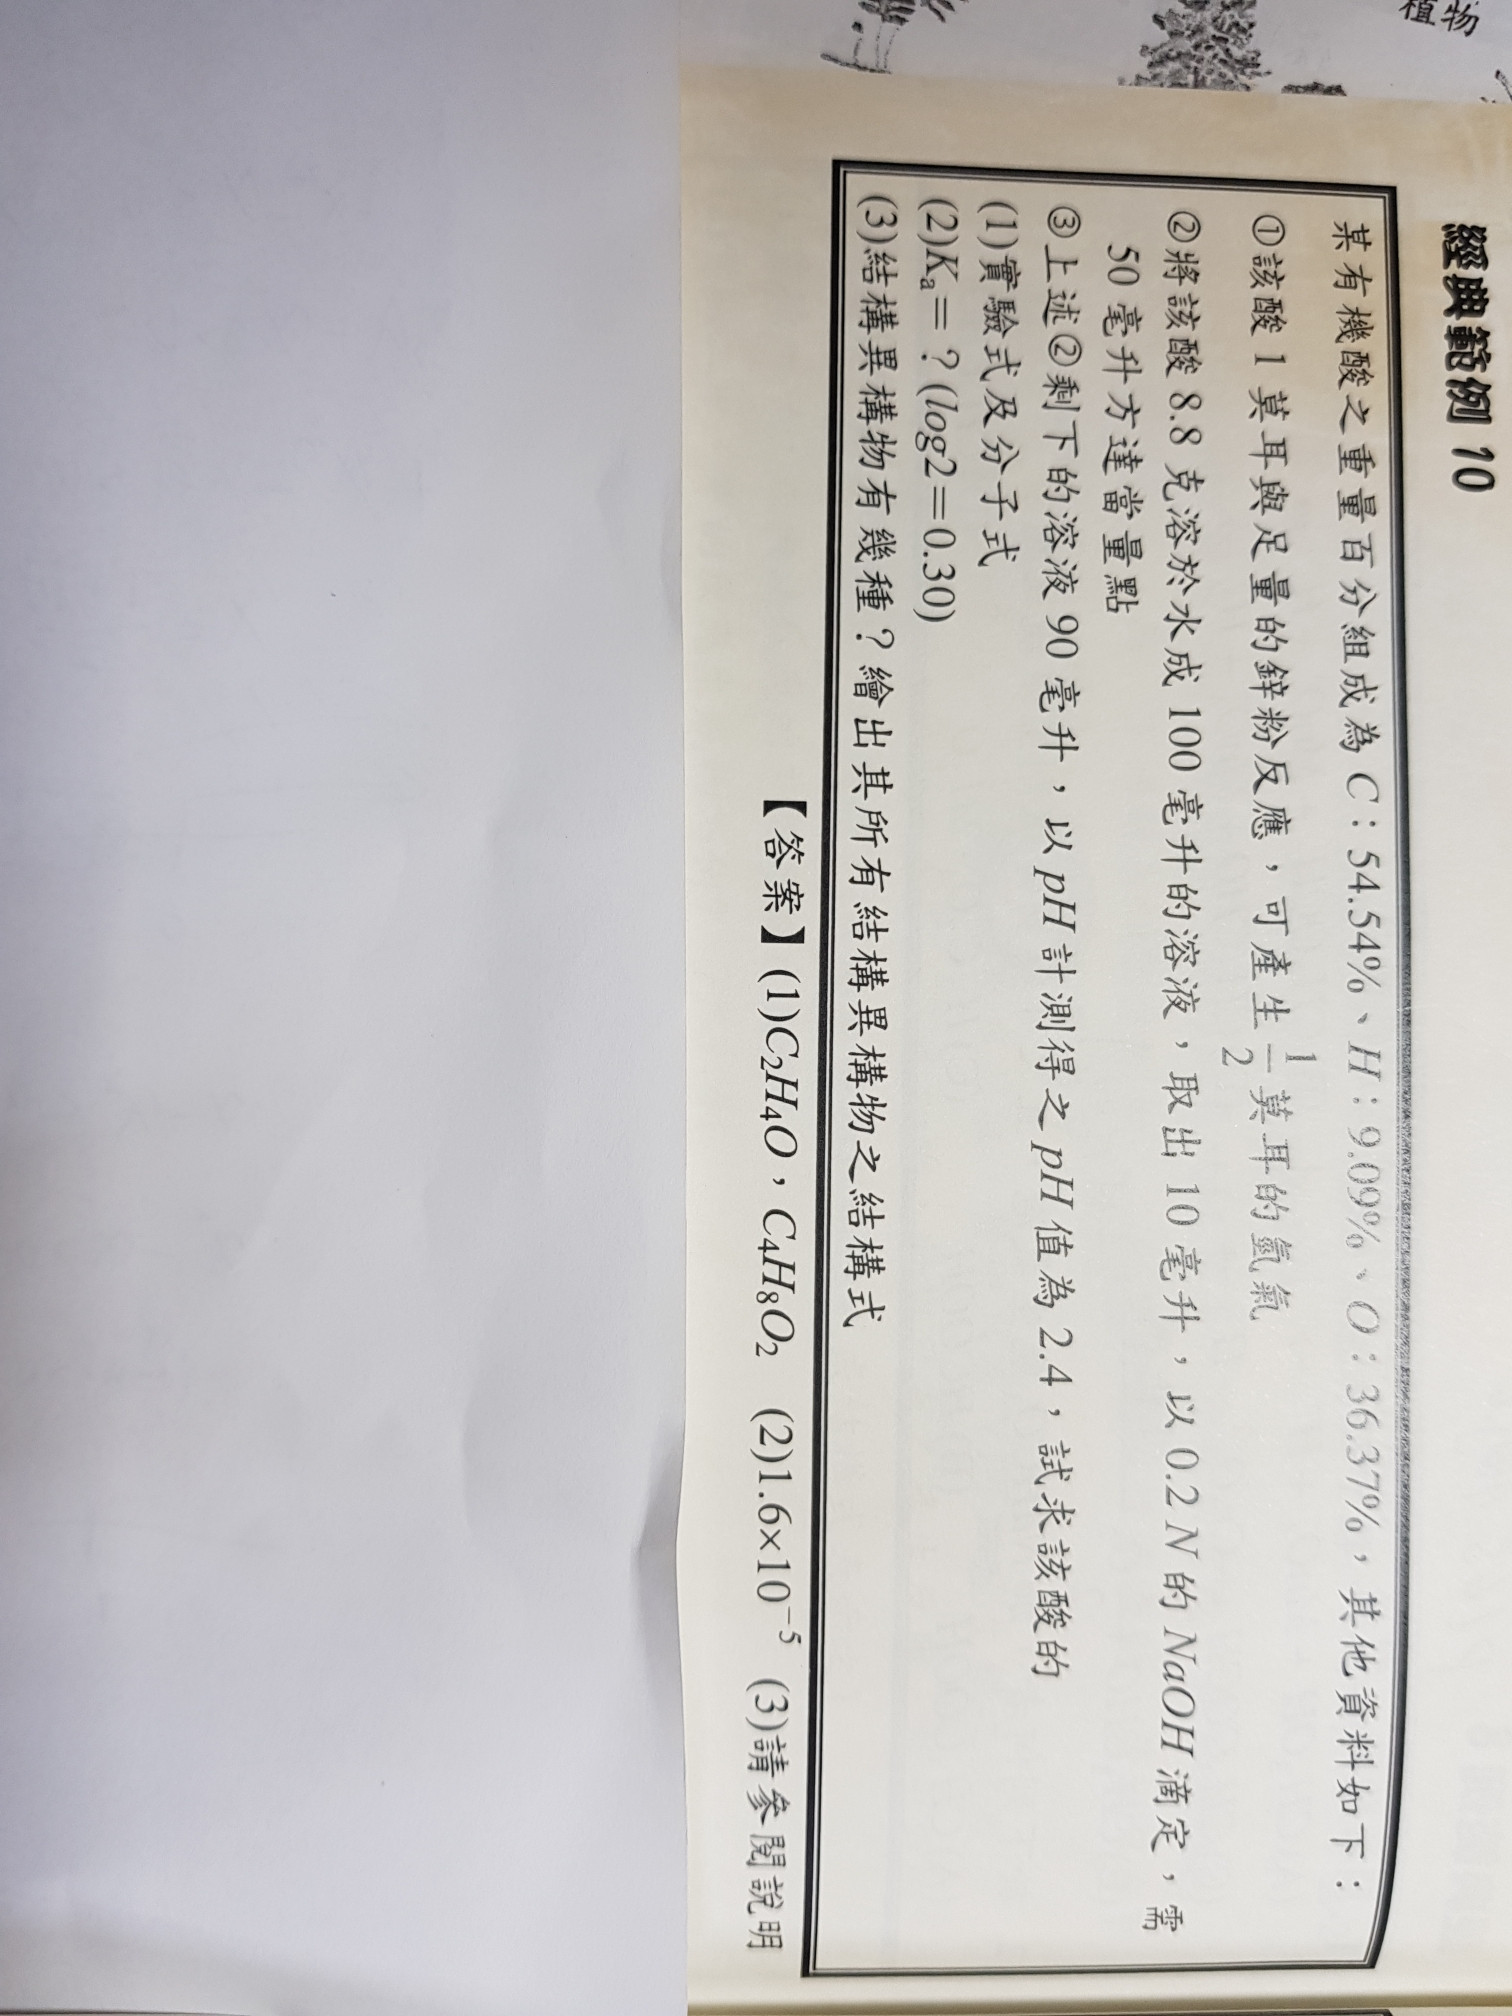 植物
經典範例 10
某有機酸之重量百分組成為 C：54.54%、H：9.09%、O：36.37%，其他資料如下：
①該酸 1 莫耳與足量的鋅粉反應，可產生 1/2 莫耳的氫氣
②將該酸 8.8 克溶於水成 100 毫升的溶液，取出 10 毫升，以 0.2 N 的 NaOH 滴定，需
50 毫升方達當量點
③上述②剩下的溶液 90 毫升，以 pH 計測得之 pH 值為 2.4，試求該酸的
(1)實驗式及分子式
(2)Kₐ＝？(log2＝0.30)
(3)結構異構物有幾種？繪出其所有結構異構物之結構式
【答案】(1)C₂H₄O，C₄H₈O₂ (2)1.6×10⁻⁵ (3)請參閱說明